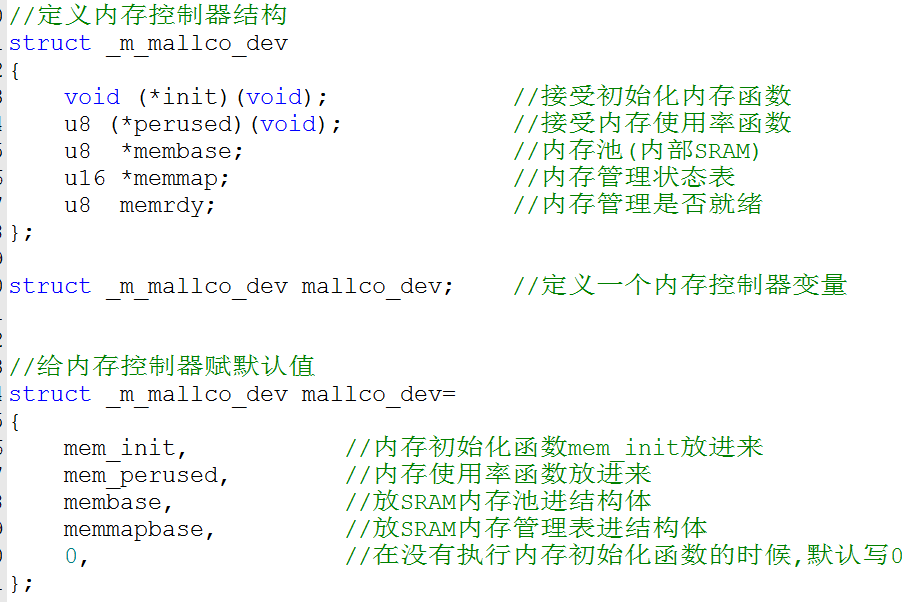 //定义内存控制器结构
struct _m_mallco_dev
{
    void (*init)(void);             //接受初始化内存函数
    u8 (*perused)(void);            //接受内存使用率函数
    u8  *membase;                   //内存池(内部SRAM)
    u16 *memmap;                    //内存管理状态表
    u8  memrdy;                     //内存管理是否就绪
};
struct _m_mallco_dev mallco_dev;    //定义一个内存控制器变量
//给内存控制器赋默认值
struct _m_mallco_dev mallco_dev=
{
    mem_init,           //内存初始化函数mem_init放进来
    mem_perused,        //内存使用率函数放进来
    membase,            //放SRAM内存池进结构体
    memmapbase,         //放SRAM内存管理表进结构体
    0,                  //在没有执行内存初始化函数的时候,默认写0
};